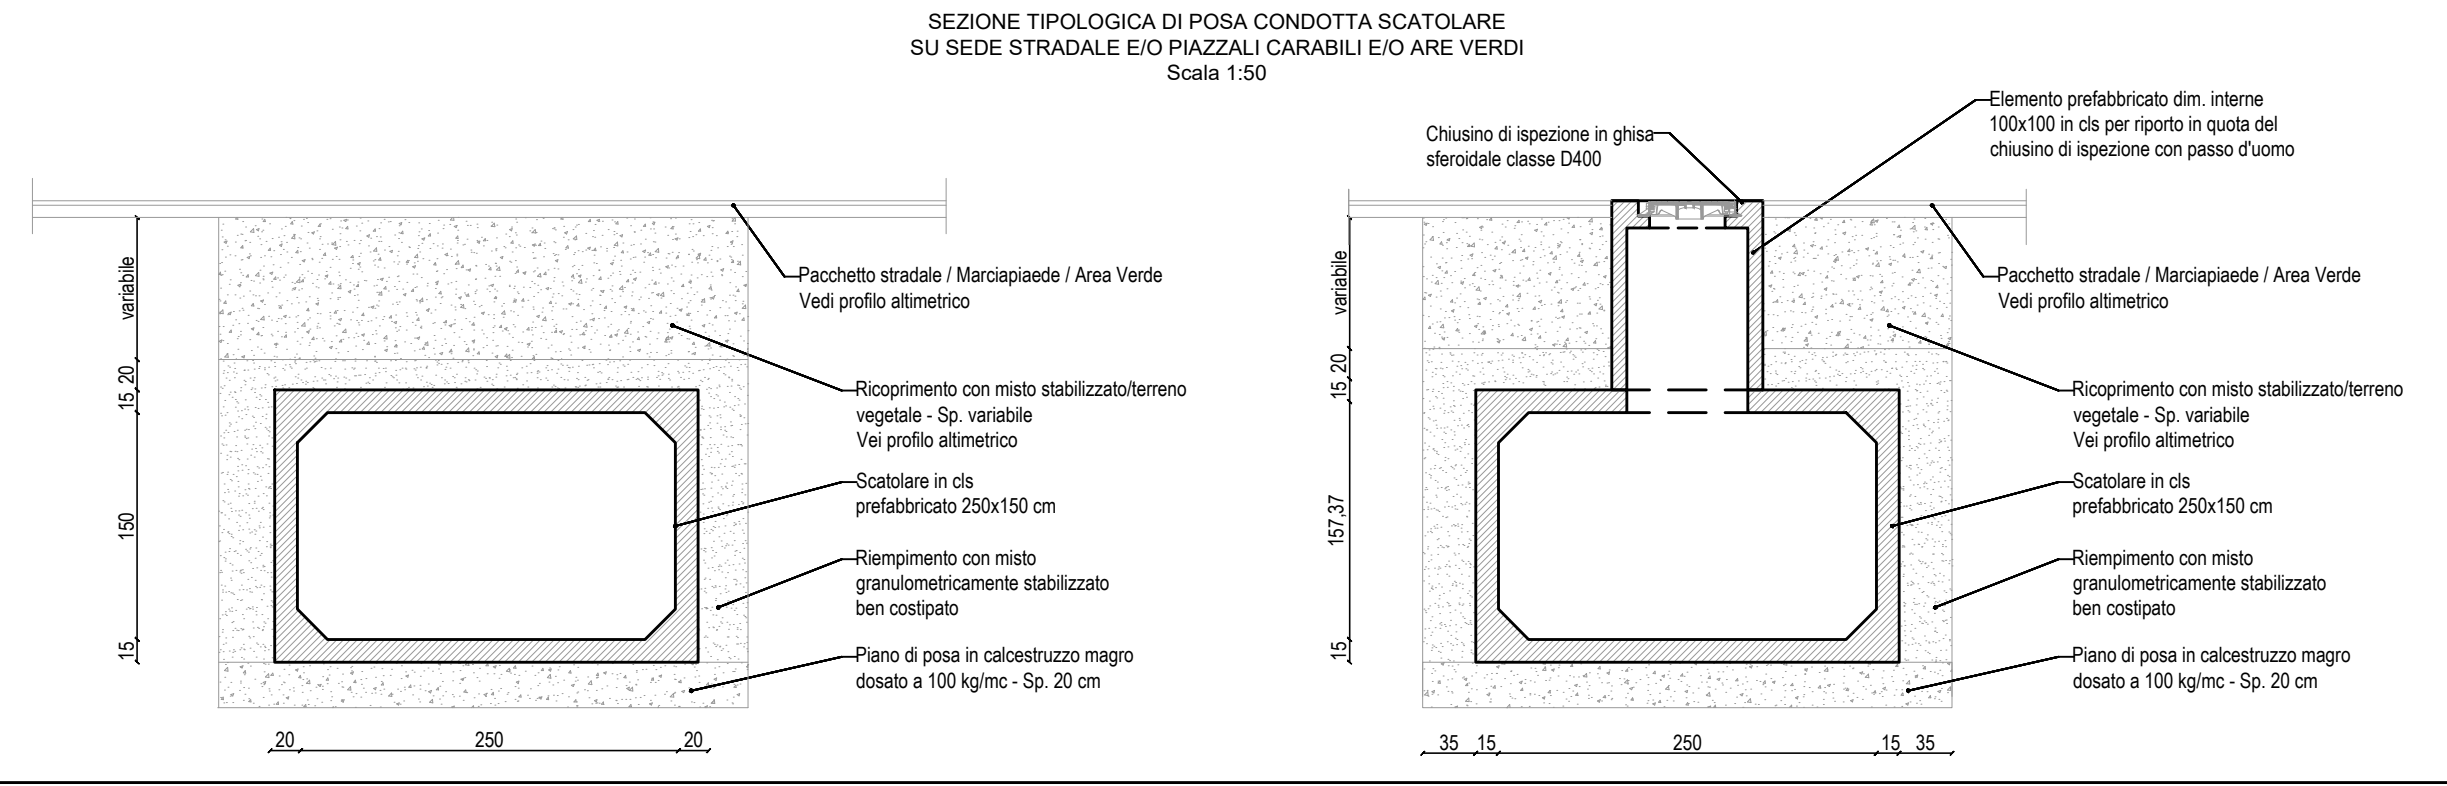 SEZIONE TIPOLOGICA DI POSA CONDOTTA SCATOLARE
SU SEDE STRADALE E/O PIAZZALI CARABILI E/O ARE VERDI
Scala 1:50
variabile
20
15
150
15
20
250
20
Pacchetto stradale / Marciapiaede / Area Verde
Vedi profilo altimetrico
Ricoprimento con misto stabilizzato/terreno
vegetale - Sp. variabile
Vei profilo altimetrico
Scatolare in cls
prefabbricato 250x150 cm
Riempimento con misto
granulometricamente stabilizzato
ben costipato
Piano di posa in calcestruzzo magro
dosato a 100 kg/mc - Sp. 20 cm
Chiusino di ispezione in ghisa
sferoidale classe D400
Elemento prefabbricato dim. interne
100x100 in cls per riporto in quota del
chiusino di ispezione con passo d'uomo
variabile
20
15
157,37
15
35
15
250
15
35
Pacchetto stradale / Marciapiaede / Area Verde
Vedi profilo altimetrico
Ricoprimento con misto stabilizzato/terreno
vegetale - Sp. variabile
Vei profilo altimetrico
Scatolare in cls
prefabbricato 250x150 cm
Riempimento con misto
granulometricamente stabilizzato
ben costipato
Piano di posa in calcestruzzo magro
dosato a 100 kg/mc - Sp. 20 cm